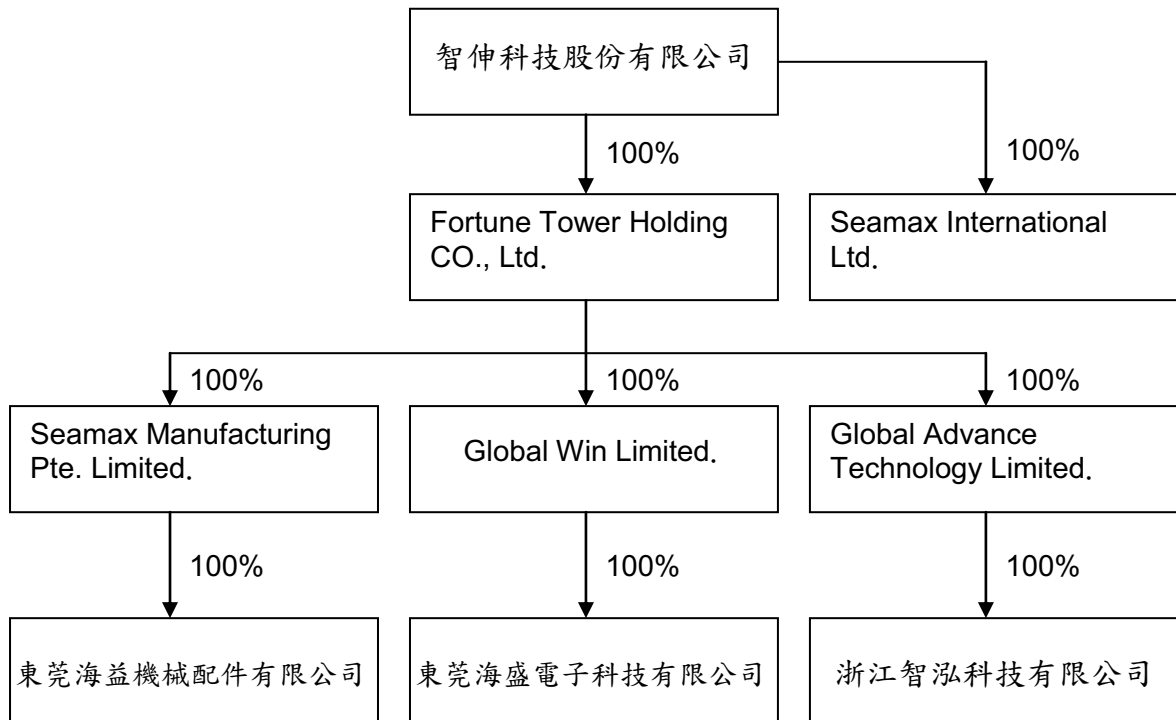 智伸科技股份有限公司
100%
100%
Fortune Tower Holding
CO., Ltd.
Seamax International
Ltd.
100%
100%
100%
Seamax Manufacturing
Pte. Limited.
Global Win Limited.
Global Advance
Technology Limited.
100%
100%
100%
東莞海益機械配件有限公司
東莞海盛電子科技有限公司
浙江智泓科技有限公司